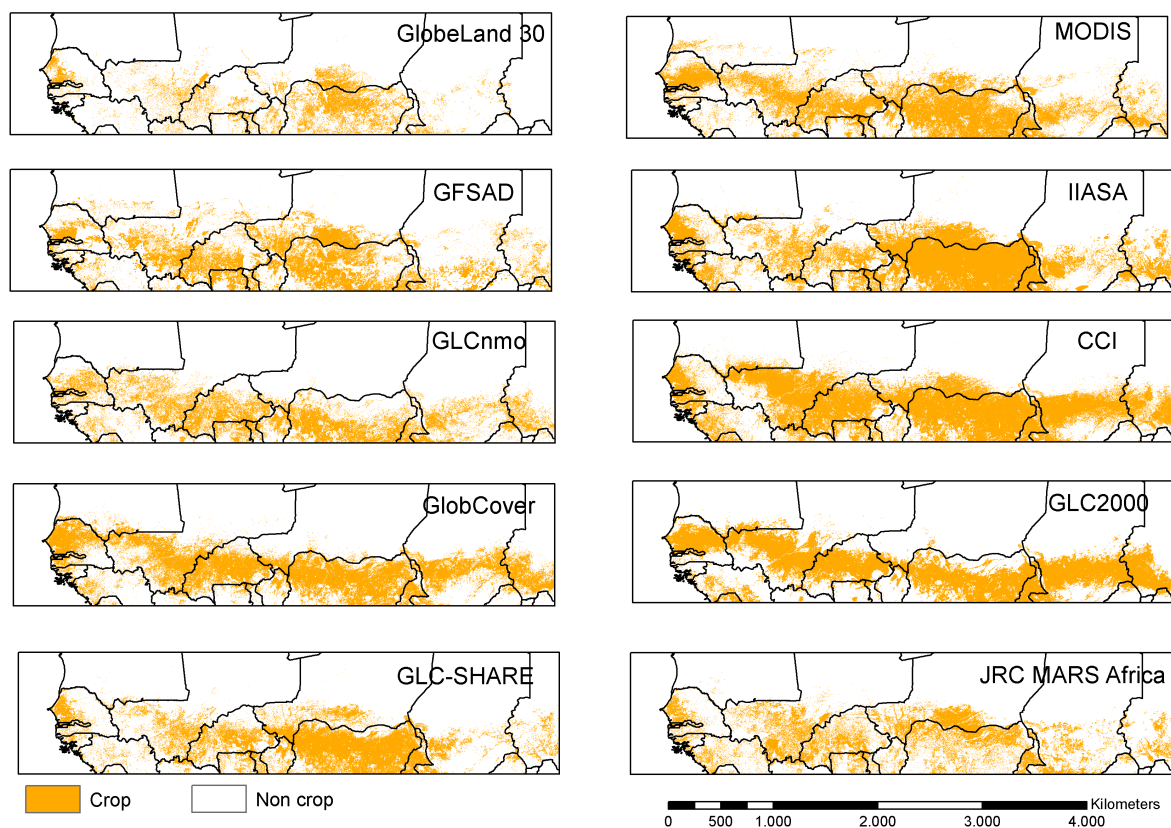 GlobeLand 30
MODIS
GFSAD
IIASA
GLCnmo
CCI
GlobCover
GLC2000
GLC-SHARE
JRC MARS Africa
Crop
Non crop
Kilometers
0 500 1.000 2.000 3.000 4.000